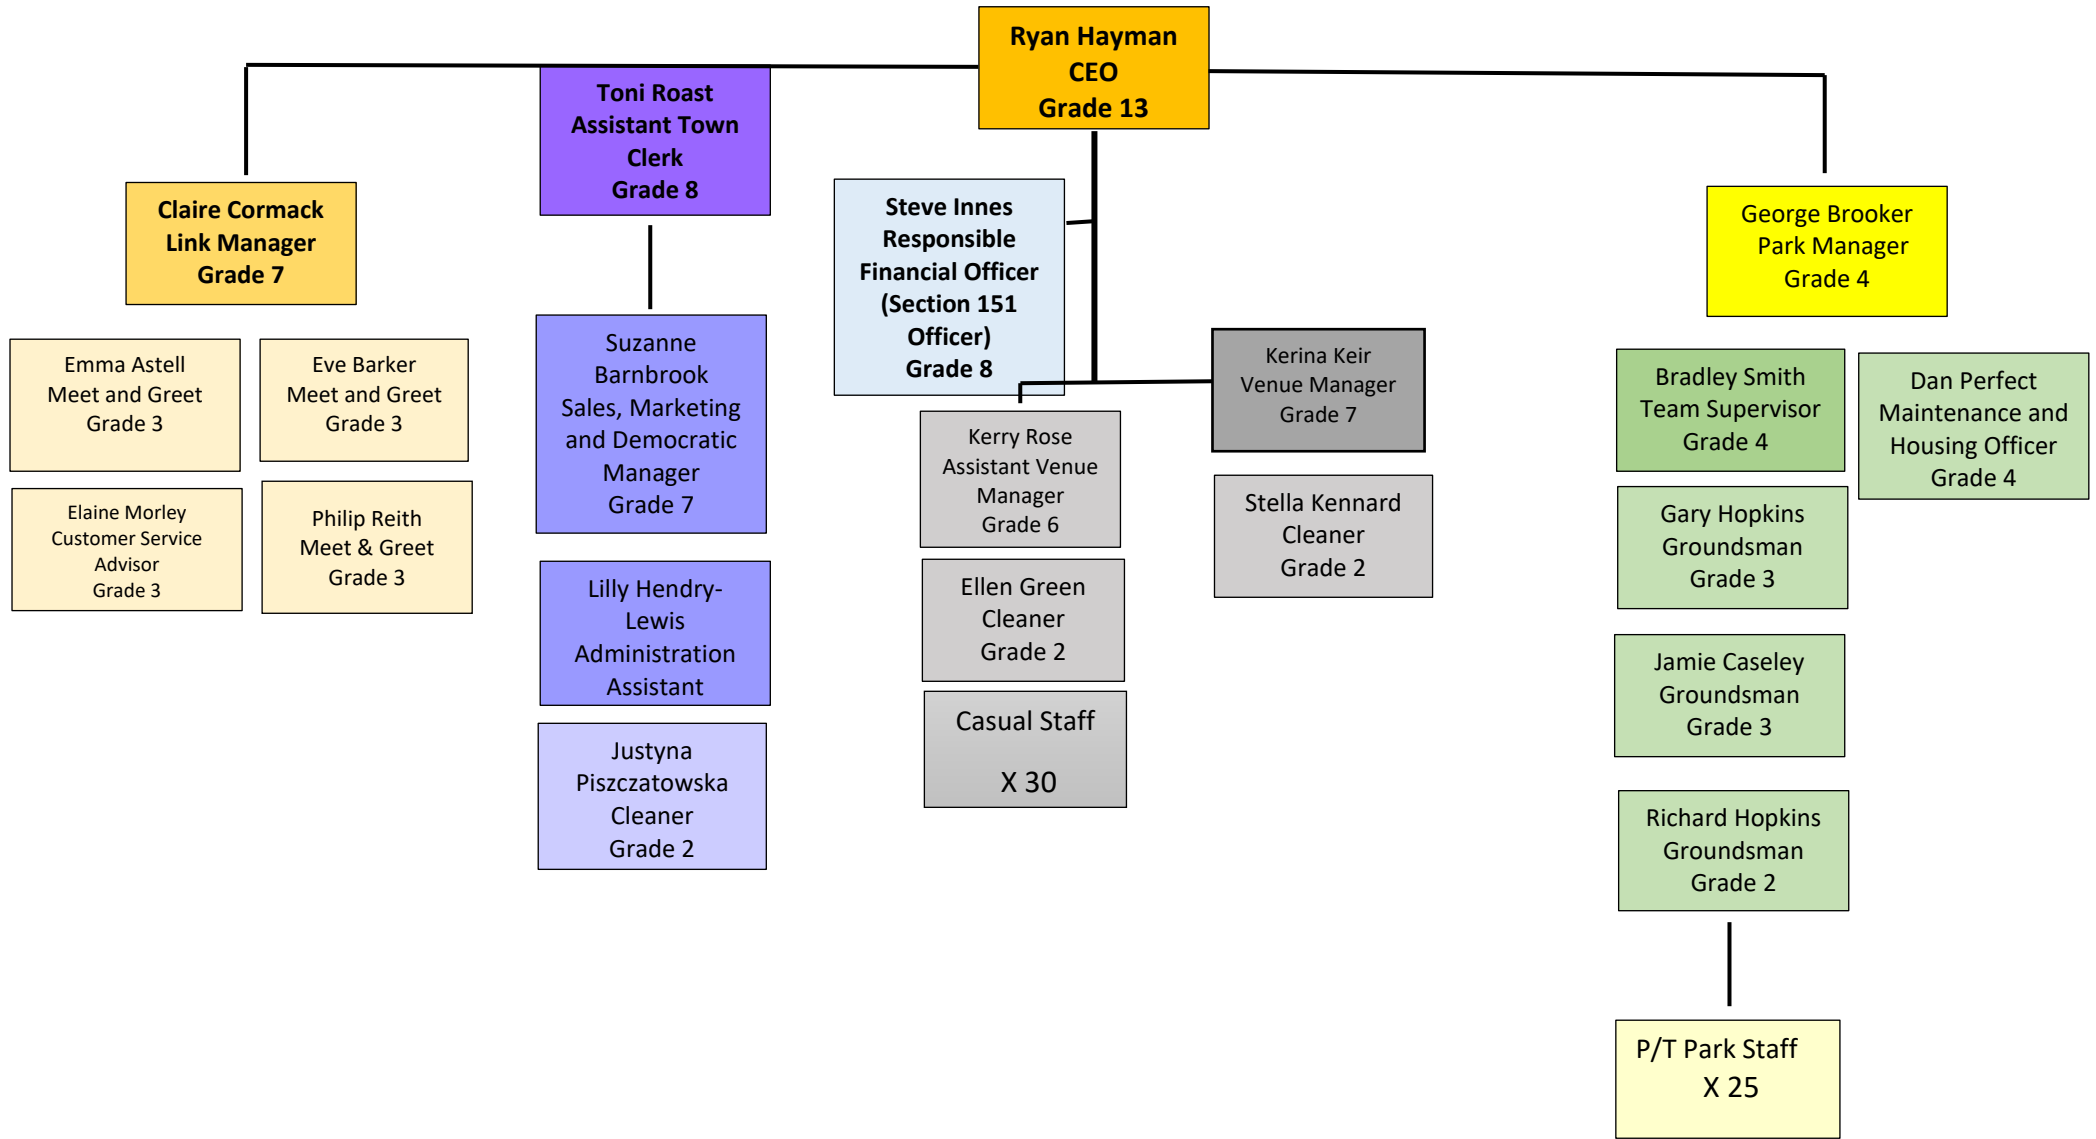 Ryan Hayman
CEO
Grade 13
Toni Roast
Assistant Town
Clerk
Grade 8
Claire Cormack
Link Manager
Grade 7
Steve Innes
Responsible
Financial Officer
(Section 151
Officer)
Grade 8
George Brooker
Park Manager
Grade 4
Emma Astell
Meet and Greet
Grade 3
Eve Barker
Meet and Greet
Grade 3
Elaine Morley
Customer Service
Advisor
Grade 3
Philip Reith
Meet & Greet
Grade 3
Suzanne
Barnbrook
Sales, Marketing
and Democratic
Manager
Grade 7
Lilly Hendry-
Lewis
Administration
Assistant
Justyna
Piszczatowska
Cleaner
Grade 2
Kerry Rose
Assistant Venue
Manager
Grade 6
Ellen Green
Cleaner
Grade 2
Casual Staff
X 30
Kerina Keir
Venue Manager
Grade 7
Stella Kennard
Cleaner
Grade 2
Bradley Smith
Team Supervisor
Grade 4
Dan Perfect
Maintenance and
Housing Officer
Grade 4
Gary Hopkins
Groundsman
Grade 3
Jamie Caseley
Groundsman
Grade 3
Richard Hopkins
Groundsman
Grade 2
P/T Park Staff
X 25